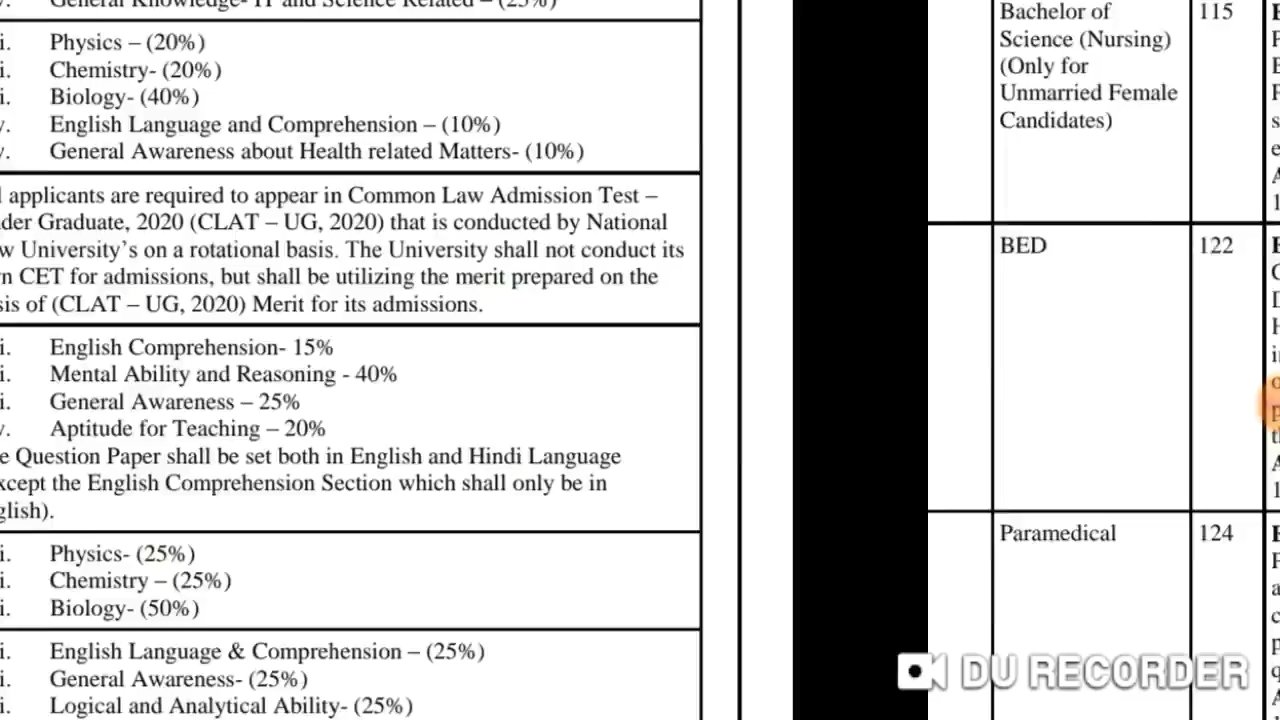 General Knowledge- IT and Science Related – (25%)
i. Physics – (20%)
i. Chemistry- (20%)
i. Biology- (40%)
v. English Language and Comprehension – (10%)
v. General Awareness about Health related Matters- (10%)
applicants are required to appear in Common Law Admission Test –
der Graduate, 2020 (CLAT – UG, 2020) that is conducted by National
w University's on a rotational basis. The University shall not conduct its
n CET for admissions, but shall be utilizing the merit prepared on the
sis of (CLAT – UG, 2020) Merit for its admissions.
i. English Comprehension- 15%
i. Mental Ability and Reasoning - 40%
i. General Awareness – 25%
v. Aptitude for Teaching – 20%
e Question Paper shall be set both in English and Hindi Language
xcept the English Comprehension Section which shall only be in
glish).
i. Physics- (25%)
i. Chemistry – (25%)
i. Biology- (50%)
i. English Language & Comprehension – (25%)
i. General Awareness- (25%)
i. Logical and Analytical Ability- (25%)
Bachelor of 115
Science (Nursing)
(Only for
Unmarried Female
Candidates)
BED 122
Paramedical 124
DU RECORDER